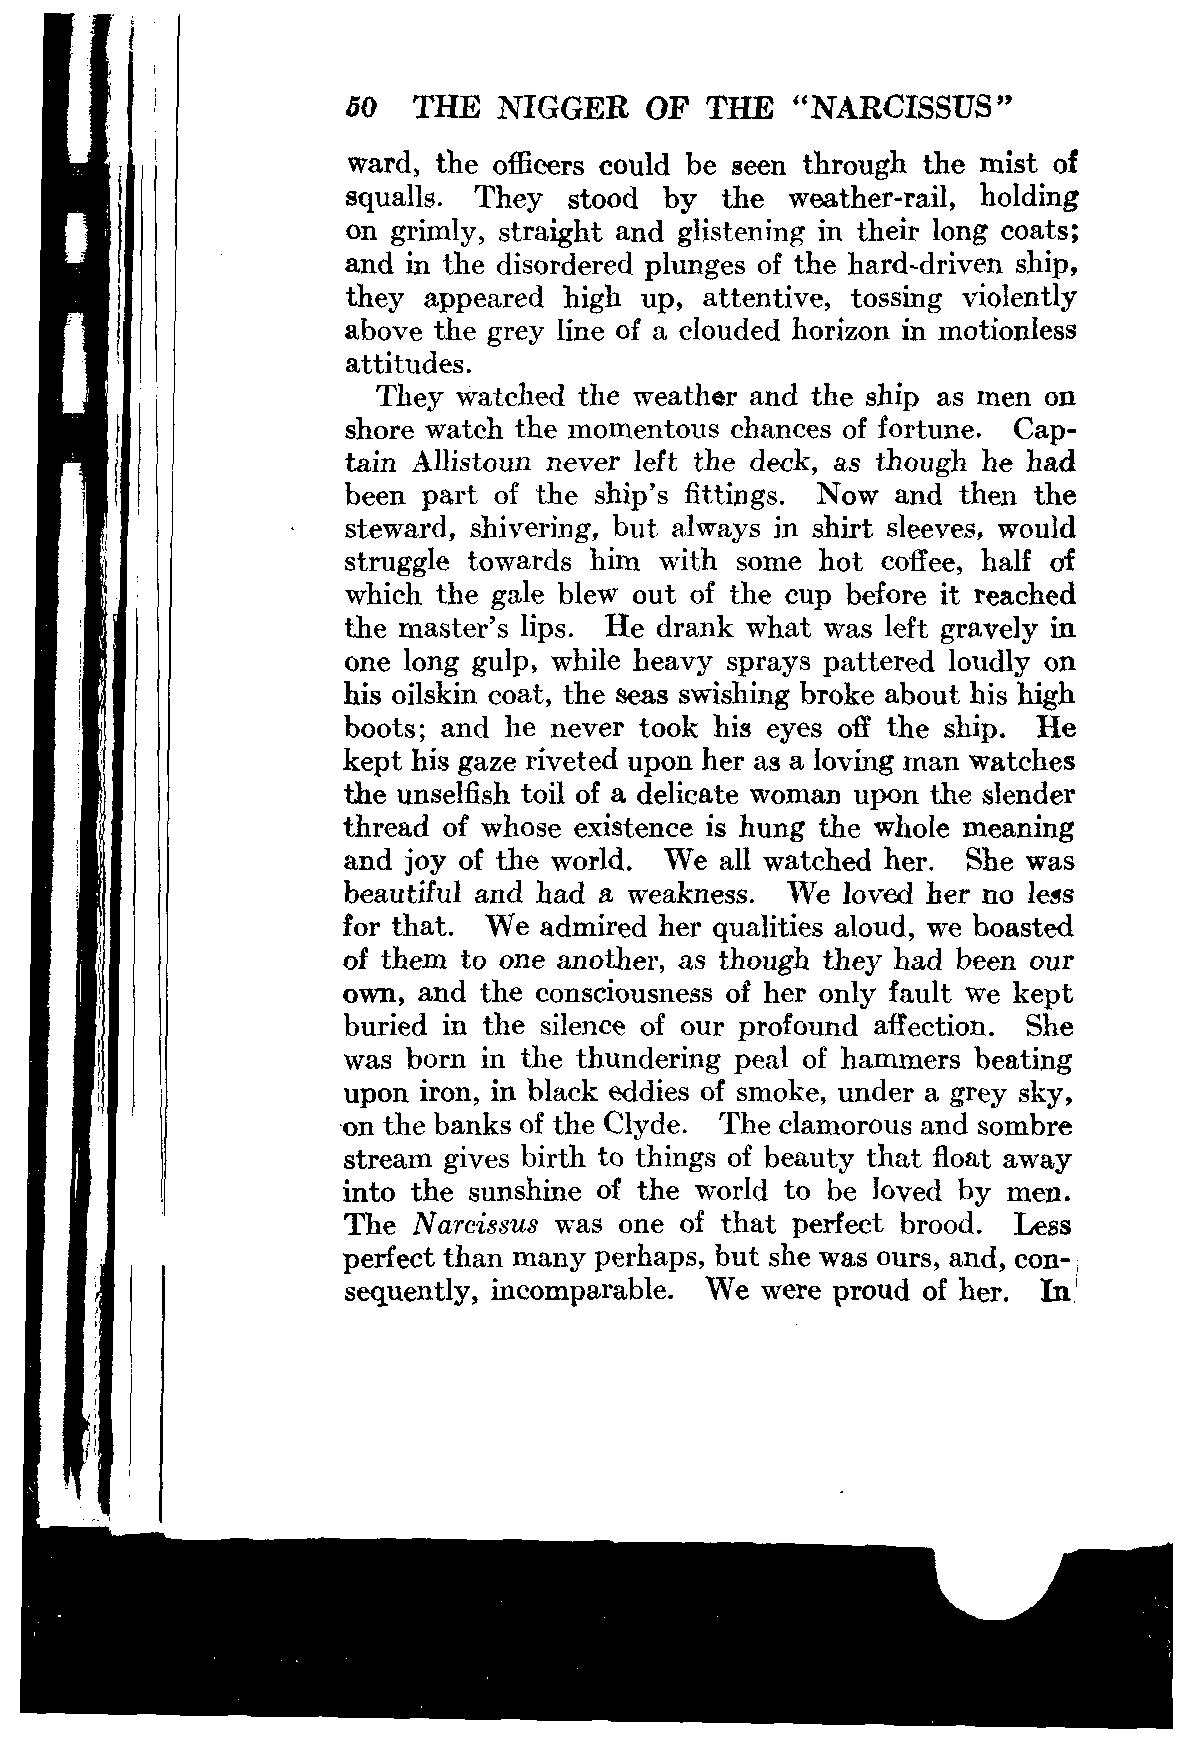 50 THE NIGGER OF THE "NARCISSUS"
ward, the officers could be seen through the mist of
squalls. They stood by the weather-rail, holding
on grimly, straight and glistening in their long coats;
and in the disordered plunges of the hard-driven ship,
they appeared high up, attentive, tossing violently
above the grey line of a clouded horizon in motionless
attitudes.
They watched the weather and the ship as men on
shore watch the momentous chances of fortune. Cap-
tain Allistoun never left the deck, as though he had
been part of the ship's fittings. Now and then the
steward, shivering, but always in shirt sleeves, would
struggle towards him with some hot coffee, half of
which the gale blew out of the cup before it reached
the master's lips. He drank what was left gravely in
one long gulp, while heavy sprays pattered loudly on
his oilskin coat, the seas swishing broke about his high
boots; and he never took his eyes off the ship. He
kept his gaze riveted upon her as a loving man watches
the unselfish toil of a delicate woman upon the slender
thread of whose existence is hung the whole meaning
and joy of the world. We all watched her. She was
beautiful and had a weakness. We loved her no less
for that. We admired her qualities aloud, we boasted
of them to one another, as though they had been our
own, and the consciousness of her only fault we kept
buried in the silence of our profound affection. She
was born in the thundering peal of hammers beating
upon iron, in black eddies of smoke, under a grey sky,
on the banks of the Clyde. The clamorous and sombre
stream gives birth to things of beauty that float away
into the sunshine of the world to be loved by men.
The Narcissus was one of that perfect brood. Less
perfect than many perhaps, but she was ours, and, con-
sequently, incomparable. We were proud of her. In